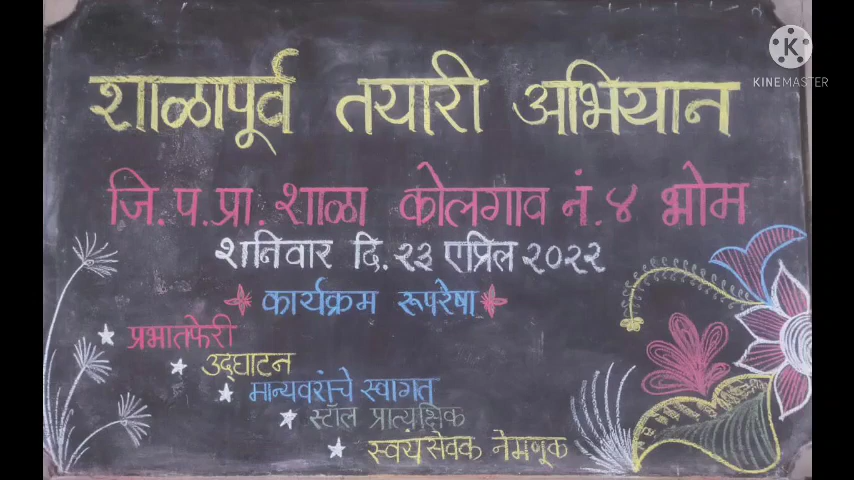 शाळापूर्व तयारी अभियान
जि.प.प्रा.शाळा कोलगाव नं.४ भोम
शनिवार दि.२३ एप्रिल २०२२
कार्यक्रम रूपरेषा
प्रभातफेरी
उद्घाटन
मान्यवरांचे स्वागत
स्टॉल प्रात्यक्षिक
स्वयंसेवक नेमणूक
K
KINEMASTER